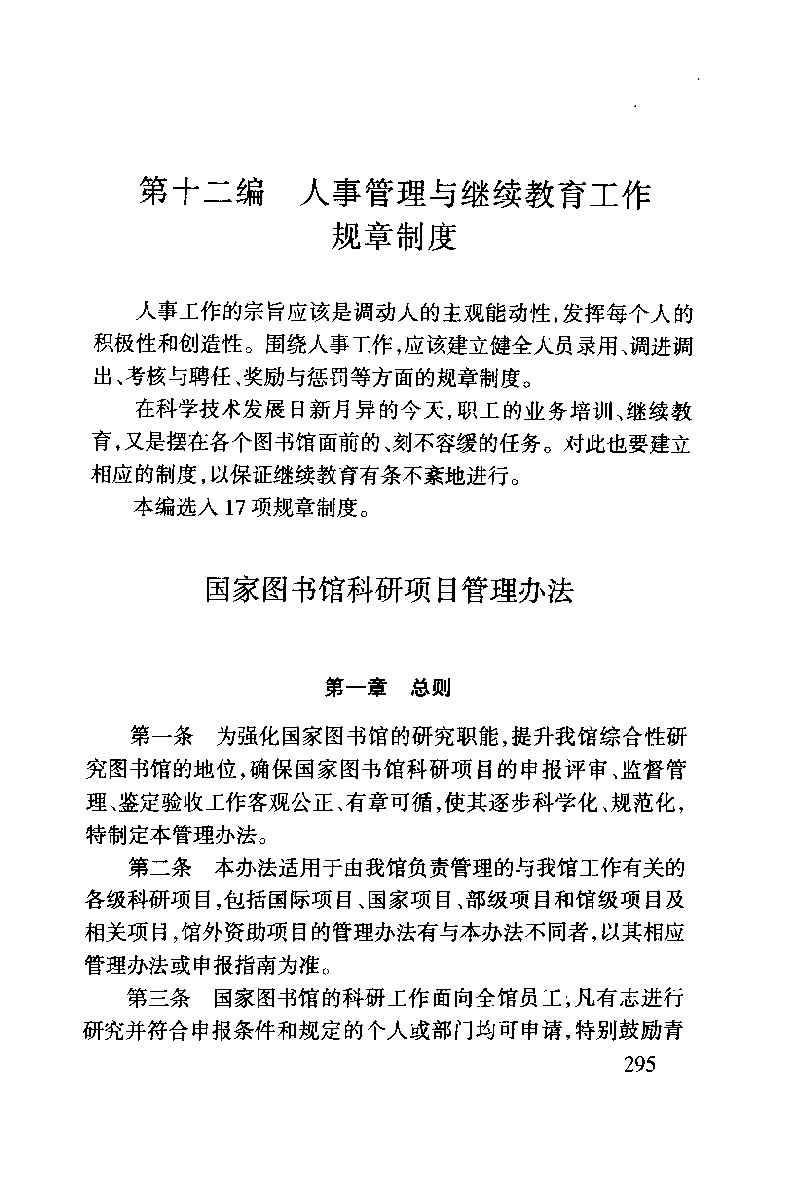 第十二编　人事管理与继续教育工作
规章制度
人事工作的宗旨应该是调动人的主观能动性,发挥每个人的
积极性和创造性。围绕人事工作,应该建立健全人员录用、调进调
出、考核与聘任、奖励与惩罚等方面的规章制度。
在科学技术发展日新月异的今天,职工的业务培训、继续教
育,又是摆在各个图书馆面前的、刻不容缓的任务。对此也要建立
相应的制度,以保证继续教育有条不紊地进行。
本编选入 17 项规章制度。
国家图书馆科研项目管理办法
第一章　总则
第一条　为强化国家图书馆的研究职能,提升我馆综合性研
究图书馆的地位,确保国家图书馆科研项目的申报评审、监督管
理、鉴定验收工作客观公正、有章可循,使其逐步科学化、规范化,
特制定本管理办法。
第二条　本办法适用于由我馆负责管理的与我馆工作有关的
各级科研项目,包括国际项目、国家项目、部级项目和馆级项目及
相关项目,馆外资助项目的管理办法有与本办法不同者,以其相应
管理办法或申报指南为准。
第三条　国家图书馆的科研工作面向全馆员工,凡有志进行
研究并符合申报条件和规定的个人或部门均可申请,特别鼓励青
295